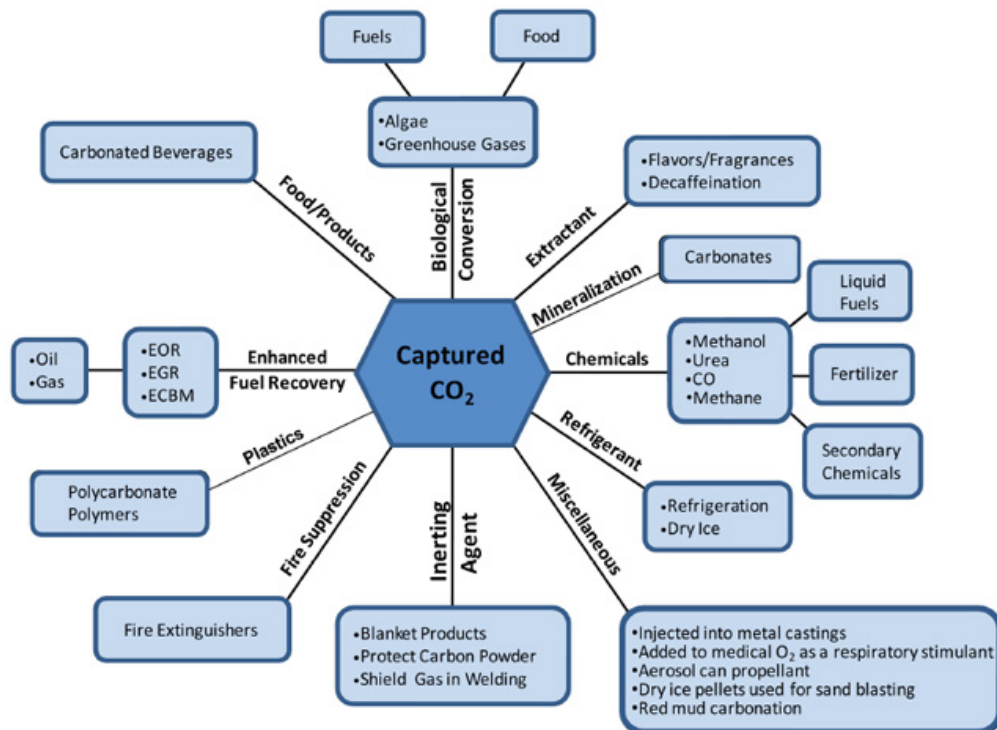 Fuels
Food
•Algae
•Greenhouse Gases
Biological
Conversion
Carbonated Beverages
Food/Products
•Flavors/Fragrances
•Decaffeination
Extractant
Carbonates
Mineralization
Captured
CO₂
Chemicals
•Methanol
•Urea
•CO
•Methane
Liquid
Fuels
Fertilizer
Secondary
Chemicals
•Oil
•Gas
•EOR
•EGR
•ECBM
Enhanced
Fuel Recovery
Plastics
Polycarbonate
Polymers
Refrigerant
•Refrigeration
•Dry Ice
Fire Suppression
Fire Extinguishers
Inerting
Agent
•Blanket Products
•Protect Carbon Powder
•Shield Gas in Welding
Miscellaneous
•Injected into metal castings
•Added to medical O₂ as a respiratory stimulant
•Aerosol can propellant
•Dry ice pellets used for sand blasting
•Red mud carbonation